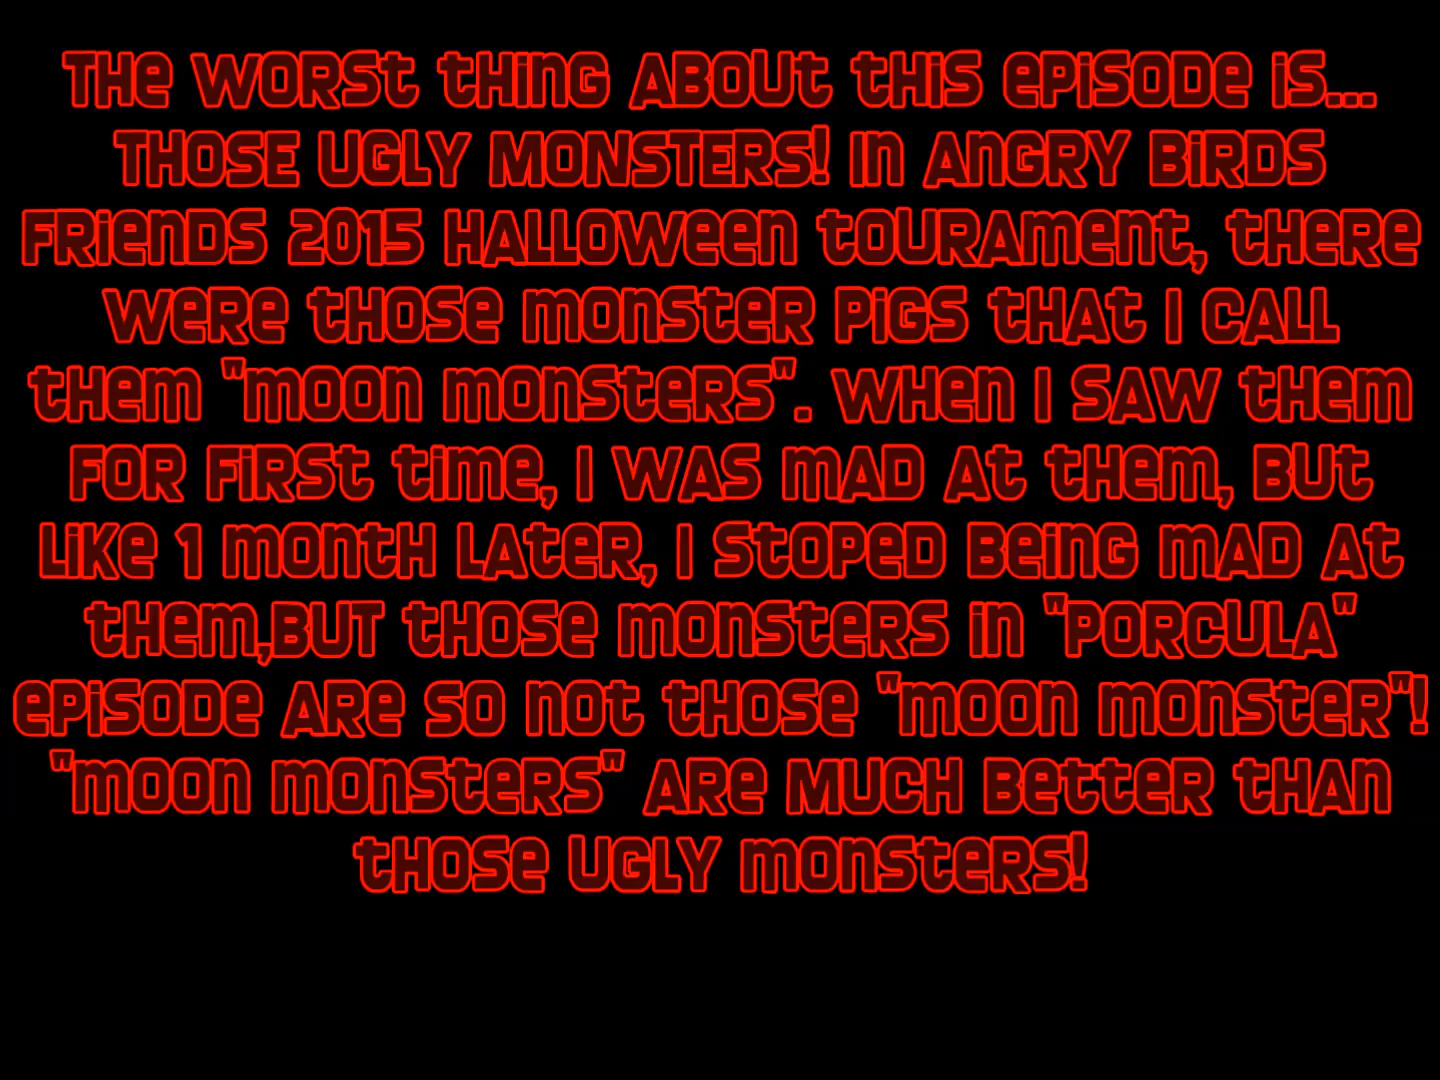 The worst thing about this episode is...
THOSE UGLY MONSTERS! In Angry Birds
Friends 2015 Halloween tourament, there
were those monster pigs that I call
them "moon monsters". When I saw them
for first time, I was mad at them, but
like 1 month later, I stoped being mad at
them,BUT those monsters in "PORCULA"
episode are so not those "moon monster"!
"moon monsters" are MUCH better than
those UGLY monsters!